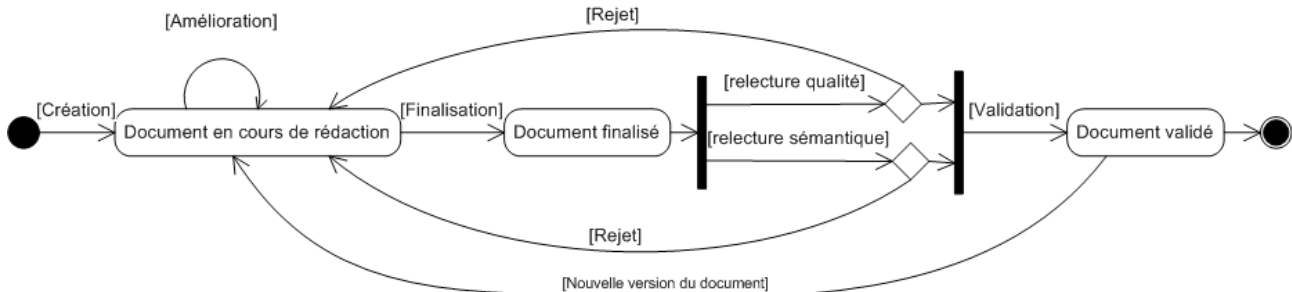 [Amélioration]
[Rejet]
[Création]
Document en cours de rédaction
[Finalisation]
Document finalisé
[relecture qualité]
[relecture sémantique]
[Validation]
Document validé
[Rejet]
[Nouvelle version du document]